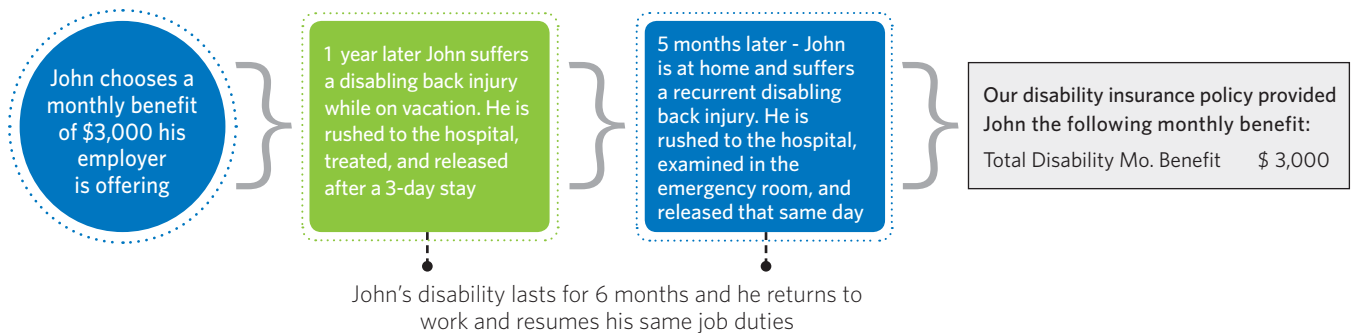 John chooses a
monthly benefit
of $3,000 his
employer
is offering
1 year later John suffers
a disabling back injury
while on vacation. He is
rushed to the hospital,
treated, and released
after a 3-day stay
5 months later - John
is at home and suffers
a recurrent disabling
back injury. He is
rushed to the hospital,
examined in the
emergency room, and
released that same day
Our disability insurance policy provided
John the following monthly benefit:
Total Disability Mo. Benefit $ 3,000
John's disability lasts for 6 months and he returns to
work and resumes his same job duties